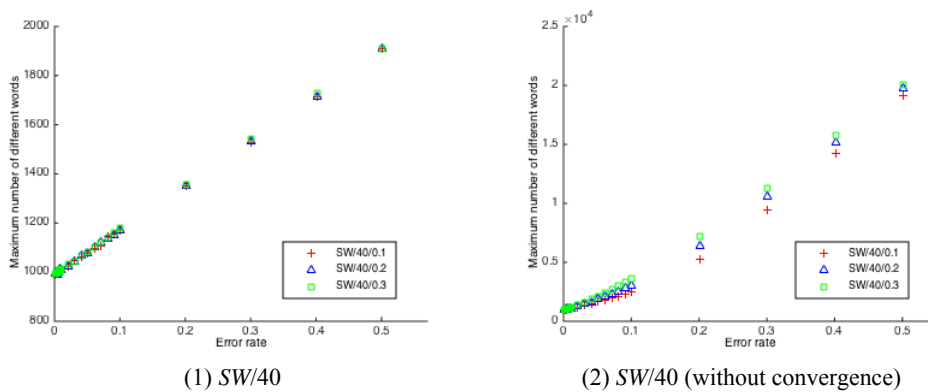 2000
1800
1600
1400
1200
1000
800
Maximum number of different words
0
0.1
0.2
0.3
0.4
0.5
Error rate
SW/40/0.1
SW/40/0.2
SW/40/0.3
(1) SW/40
2.5 ×10⁴
2
1.5
1
0.5
0
Maximum number of different words
0
0.1
0.2
0.3
0.4
0.5
Error rate
SW/40/0.1
SW/40/0.2
SW/40/0.3
(2) SW/40 (without convergence)